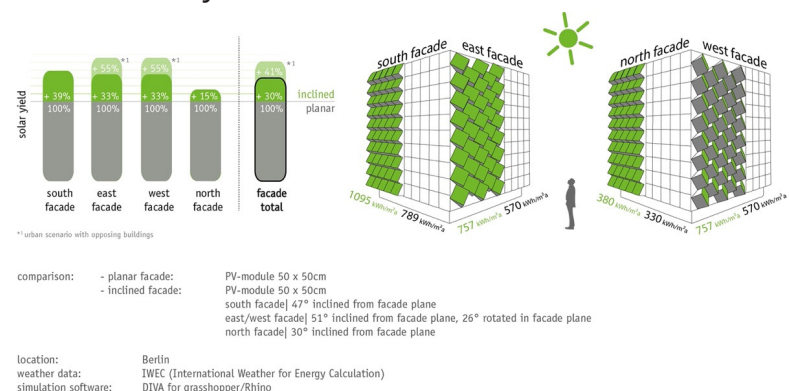 solar yield
+ 39%
100%
+ 55%
*1
+ 33%
100%
+ 55%
*1
+ 33%
100%
+ 15%
100%
+ 41%
*1
+ 30%
100%
inclined
planar
south facade
east facade
west facade
north facade
facade total
*1 urban scenario with opposing buildings
south facade
east facade
1095 kWh/m²a
789 kWh/m²a
757 kWh/m²a
570 kWh/m²a
north facade
west facade
380 kWh/m²a
330 kWh/m²a
757 kWh/m²a
570 kWh/m²a
comparison: - planar facade: PV-module 50 x 50cm
- inclined facade: PV-module 50 x 50cm
south facade| 47° inclined from facade plane
east/west facade| 51° inclined from facade plane, 26° rotated in facade plane
north facade| 30° inclined from facade plane
location: Berlin
weather data: IWEC (International Weather for Energy Calculation)
simulation software: DIVA for grasshopper/Rhino